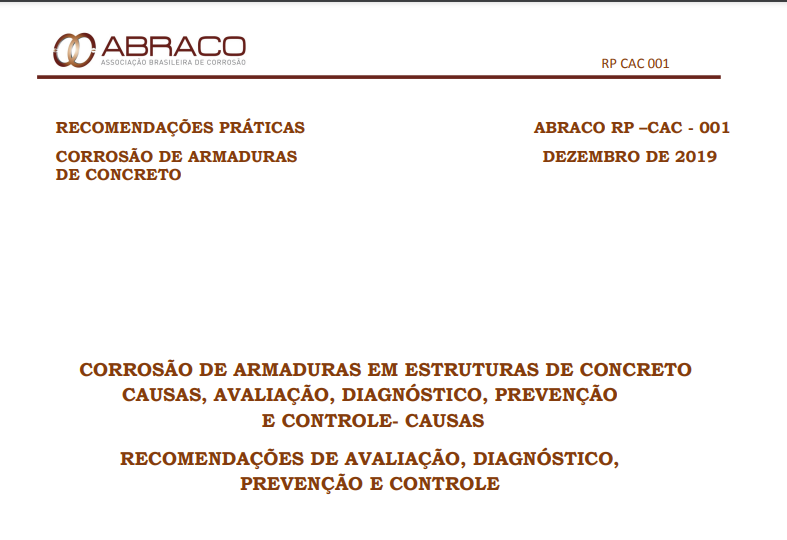 ABRACO
ASSOCIAÇÃO BRASILEIRA DE CORROSÃO
RP CAC 001
RECOMENDAÇÕES PRÁTICAS
ABRACO RP –CAC - 001
CORROSÃO DE ARMADURAS
DE CONCRETO
DEZEMBRO DE 2019
CORROSÃO DE ARMADURAS EM ESTRUTURAS DE CONCRETO
CAUSAS, AVALIAÇÃO, DIAGNÓSTICO, PREVENÇÃO
E CONTROLE- CAUSAS
RECOMENDAÇÕES DE AVALIAÇÃO, DIAGNÓSTICO,
PREVENÇÃO E CONTROLE